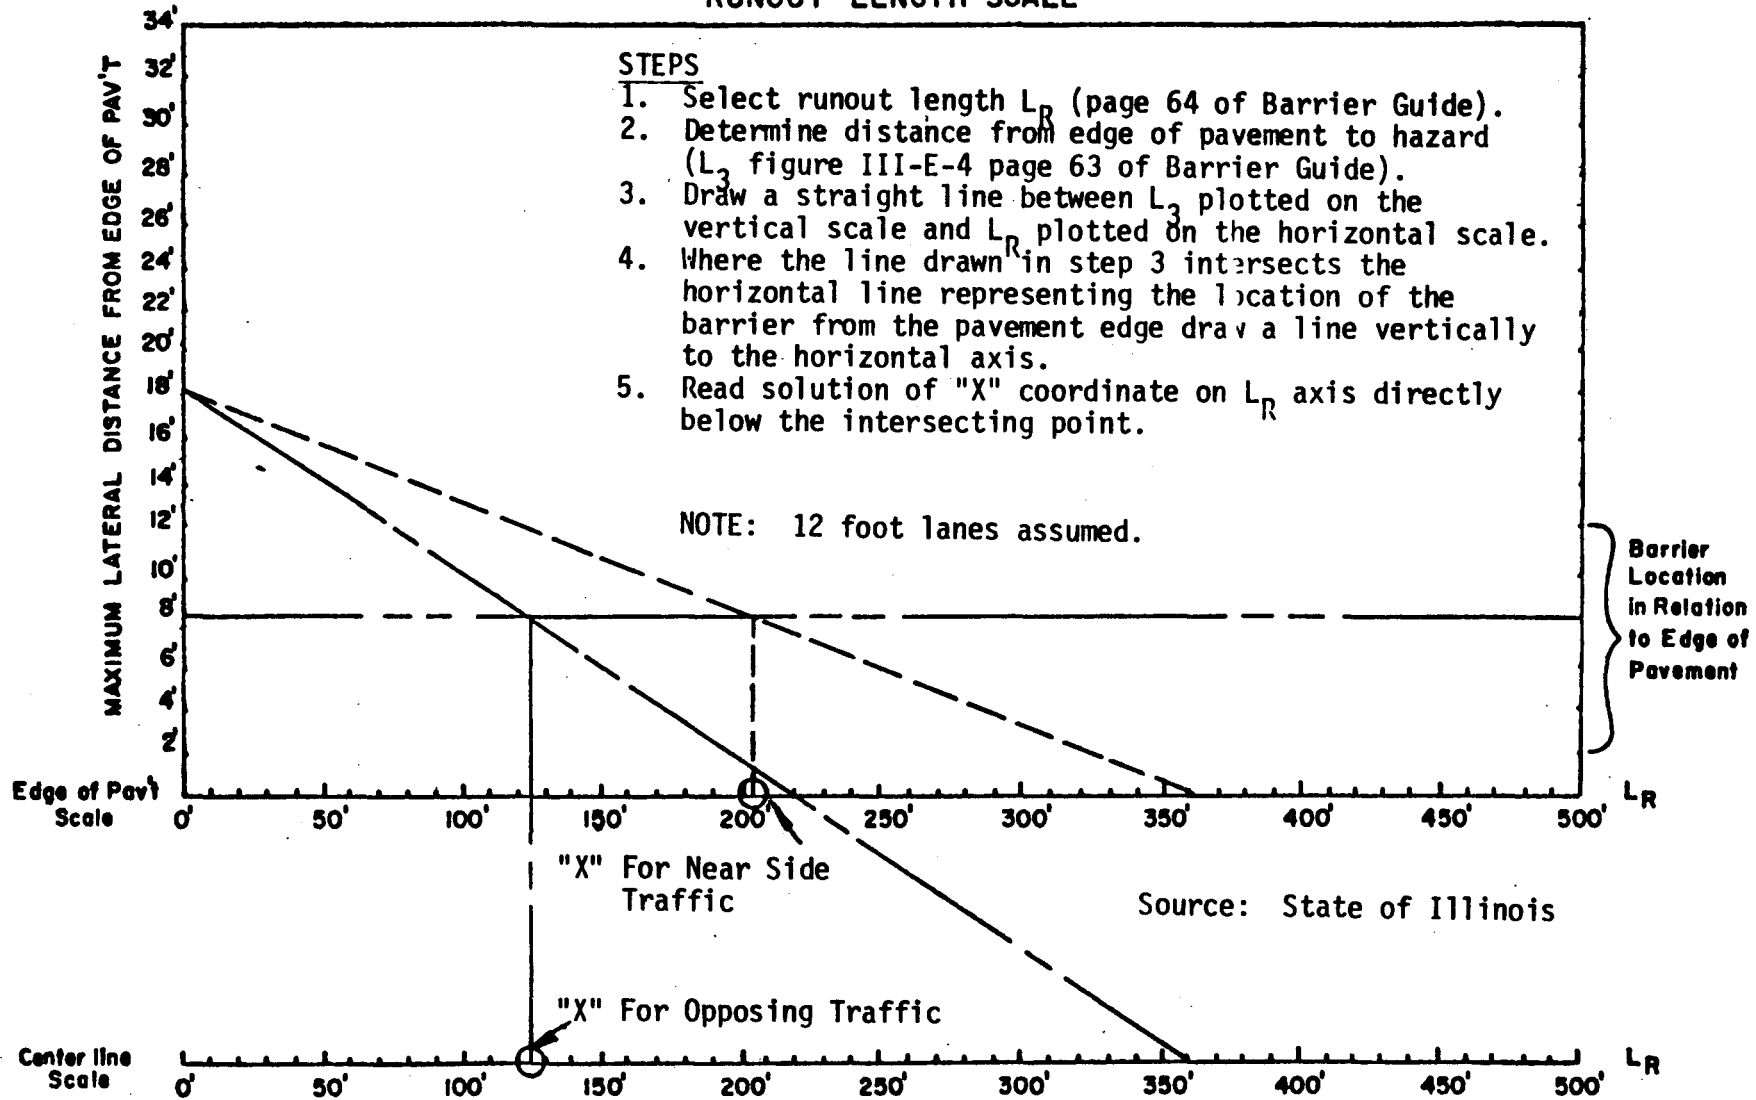 RUNOUT LENGTH SCALE
34'
32'
30'
28'
26'
24'
22'
20'
18'
16'
14'
12'
10'
8'
6'
4'
2'
MAXIMUM LATERAL DISTANCE FROM EDGE OF PAV'T
STEPS
1. Select runout length LR (page 64 of Barrier Guide).
2. Determine distance from edge of pavement to hazard
(L3 figure III-E-4 page 63 of Barrier Guide).
3. Draw a straight line between L3 plotted on the
vertical scale and LR plotted on the horizontal scale.
4. Where the line drawn in step 3 intersects the
horizontal line representing the location of the
barrier from the pavement edge draw a line vertically
to the horizontal axis.
5. Read solution of "X" coordinate on LR axis directly
below the intersecting point.
NOTE: 12 foot lanes assumed.
Barrier
Location
in Relation
to Edge of
Pavement
Edge of Pav't
Scale
0' 50' 100' 150' 200' 250' 300' 350' 400' 450' 500'
LR
"X" For Near Side
Traffic
Source: State of Illinois
"X" For Opposing Traffic
Center line
Scale
0' 50' 100' 150' 200' 250' 300' 350' 400' 450' 500'
LR